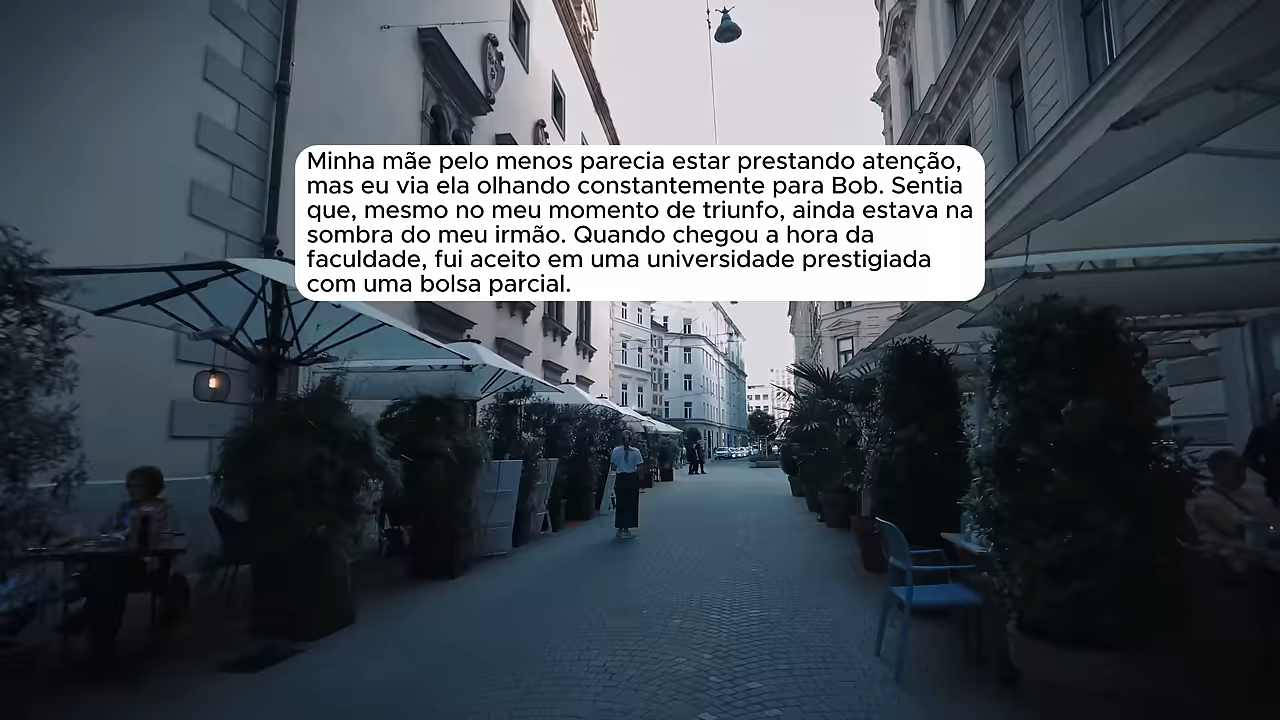 Minha mãe pelo menos parecia estar prestando atenção,
mas eu via ela olhando constantemente para Bob. Sentia
que, mesmo no meu momento de triunfo, ainda estava na
sombra do meu irmão. Quando chegou a hora da
faculdade, fui aceito em uma universidade prestigiada
com uma bolsa parcial.